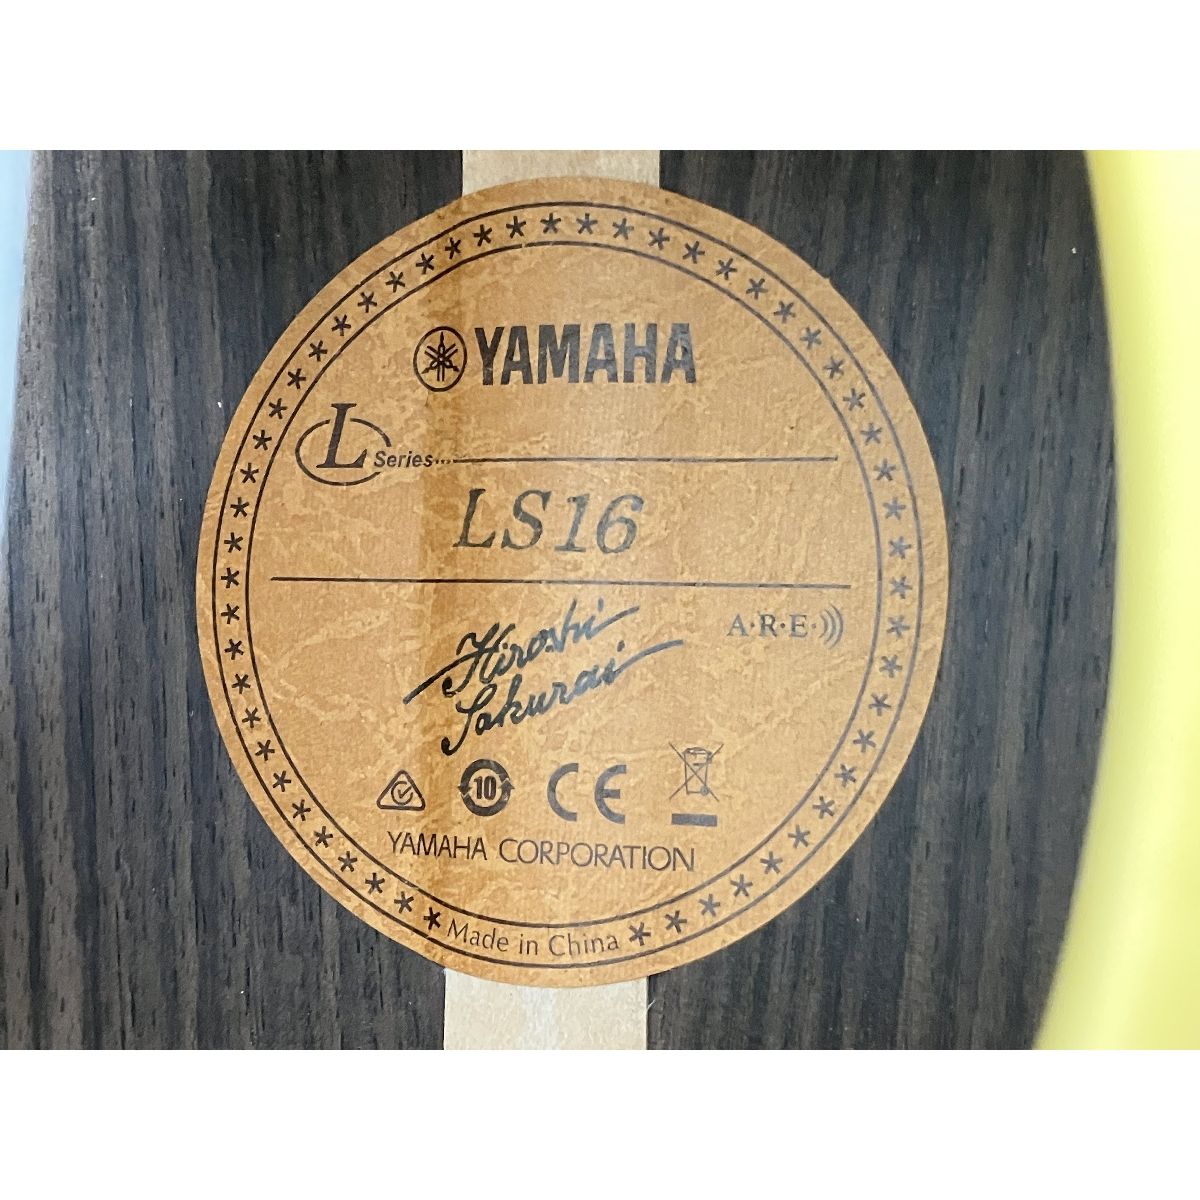 YAMAHA
L Series
LS16
A·R·E·)))
Hiroshi
Sakurai
10
CE
YAMAHA CORPORATION
Made in China